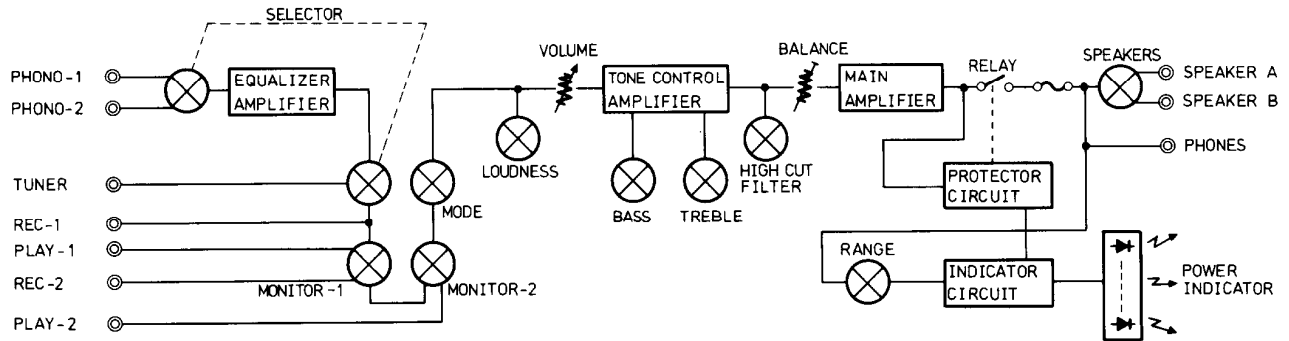 SELECTOR
PHONO-1
PHONO-2
EQUALIZER
AMPLIFIER
VOLUME
TONE CONTROL
AMPLIFIER
BALANCE
MAIN
AMPLIFIER
RELAY
SPEAKERS
SPEAKER A
SPEAKER B
PHONES
LOUDNESS
HIGH CUT
FILTER
PROTECTOR
CIRCUIT
TUNER
MODE
BASS
TREBLE
REC-1
PLAY-1
REC-2
MONITOR-1
MONITOR-2
RANGE
INDICATOR
CIRCUIT
POWER
INDICATOR
PLAY-2